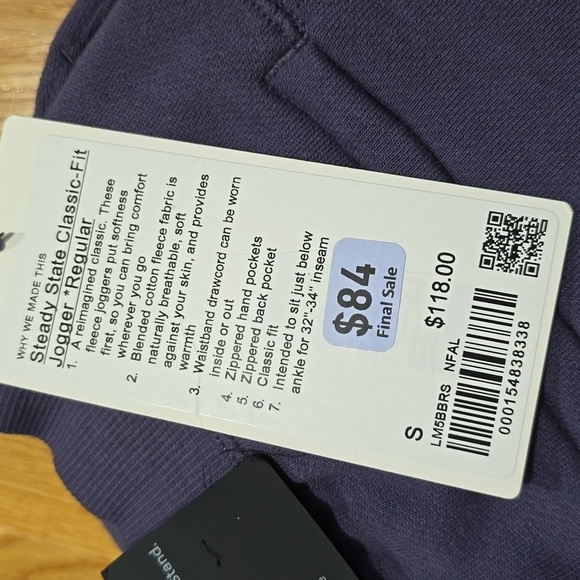 WHY WE MADE THIS
Steady State Classic-Fit
Jogger *Regular
1. A reimagined classic. These
fleece joggers put softness
first, so you can bring comfort
wherever you go
2. Blended cotton fleece fabric is
naturally breathable, soft
against your skin, and provides
warmth
3. Waistband drawcord can be worn
inside or out
4. Zippered hand pockets
5. Zippered back pocket
6. Classic fit
7. Intended to sit just below
ankle for 32"-34" inseam
$84
Final Sale
$118.00
S
LM5BBRS NFAL
000154838338
stand.